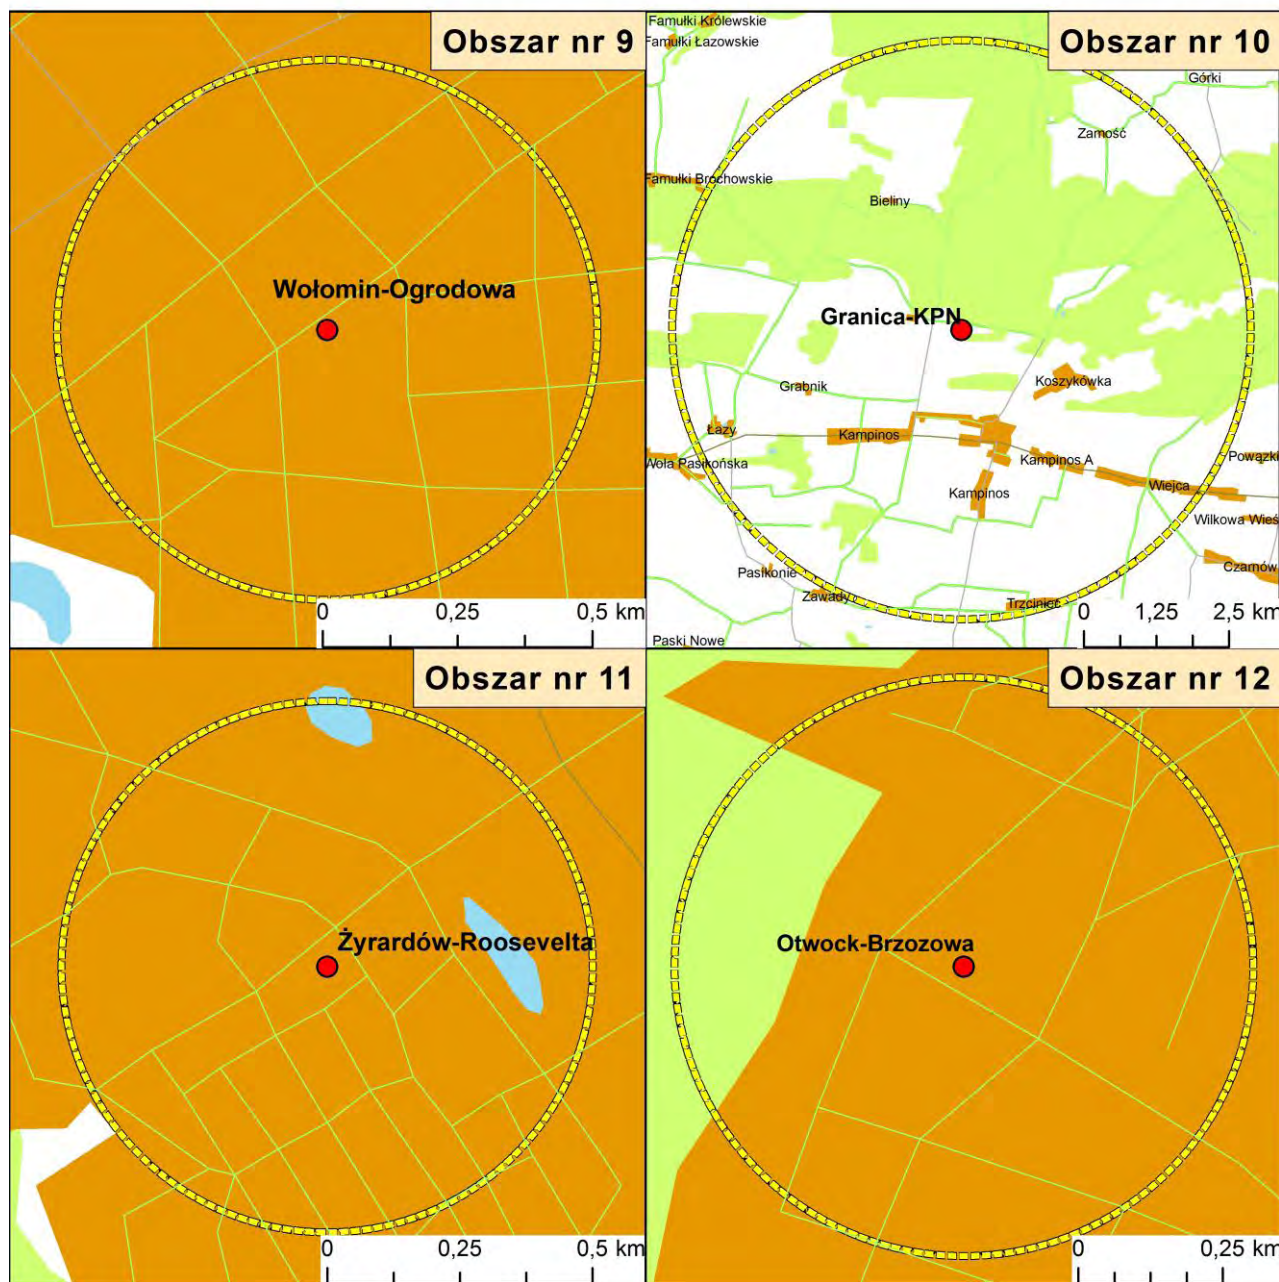 Obszar nr 9
Wołomin-Ogrodowa
0 0,25 0,5 km
Obszar nr 10
Famułki Królewskie
Famułki Łazowskie
Górki
Zamość
Famułki Brochowskie
Bieliny
Granica-KPN
Koszykówka
Grabnik
Łazy
Kampinos
Wola Pasikońska
Kampinos A
Powązki
Wiejca
Kampinos
Wilkowa Wieś
Czarnów
Pasikonie
Zawady
Trzciniec
Paski Nowe
0 1,25 2,5 km
Obszar nr 11
Żyrardów-Roosevelta
0 0,25 0,5 km
Obszar nr 12
Otwock-Brzozowa
0 0,25 km